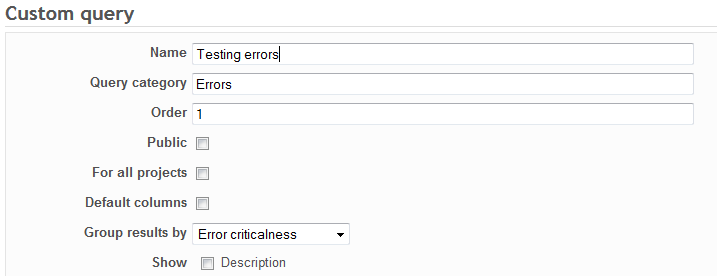 Custom query
Name Testing errors
Query category Errors
Order 1
Public
For all projects
Default columns
Group results by Error criticalness
Show Description